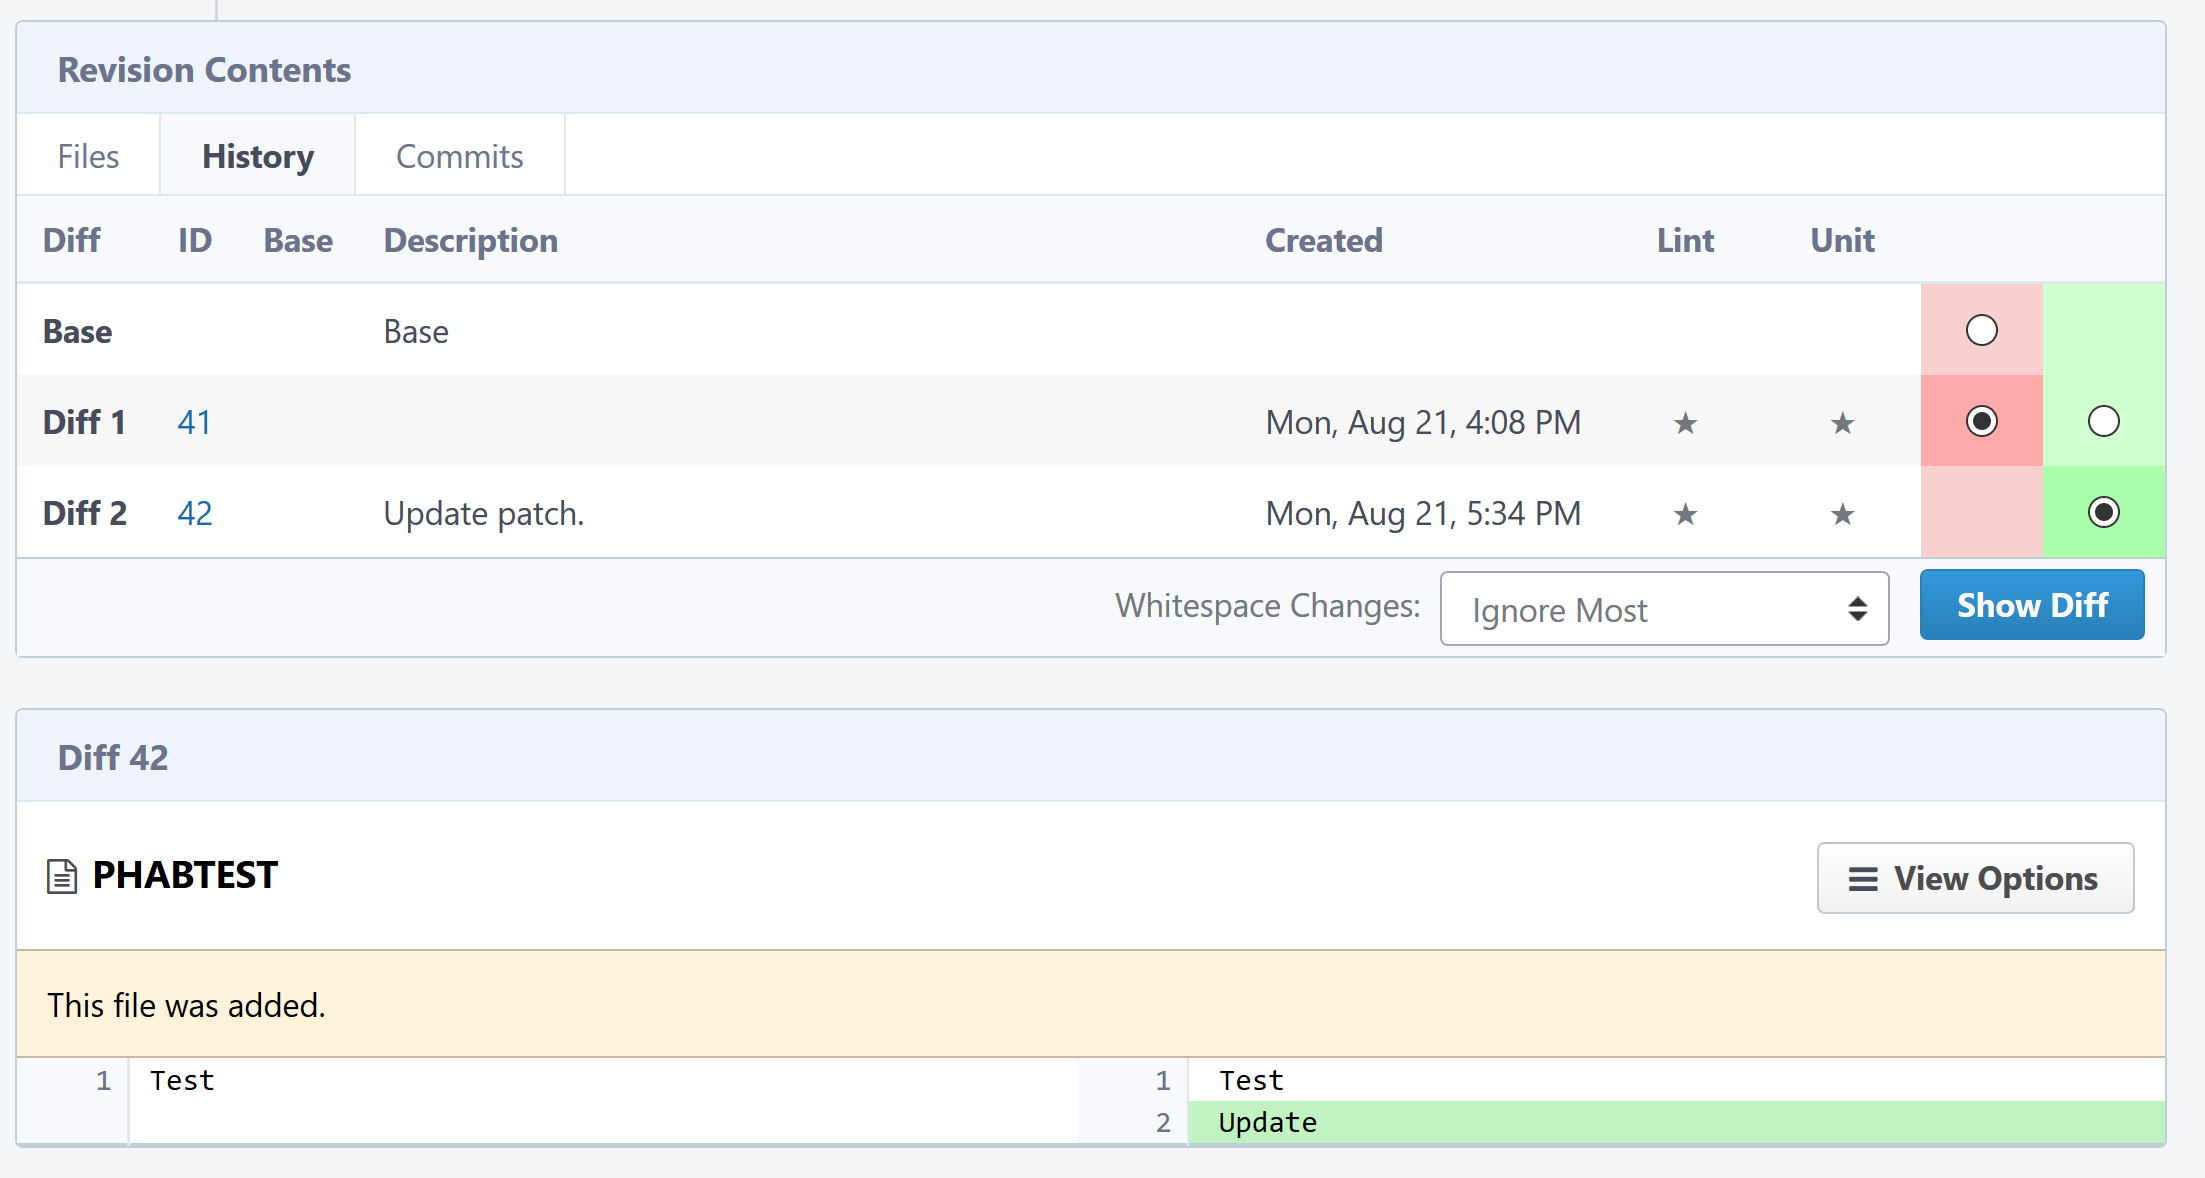 Revision Contents
Files History Commits
Diff ID Base Description Created Lint Unit
Base Base
Diff 1 41 Mon, Aug 21, 4:08 PM ★ ★
Diff 2 42 Update patch. Mon, Aug 21, 5:34 PM ★ ★
Whitespace Changes: Ignore Most Show Diff
Diff 42
PHABTEST View Options
This file was added.
1 Test 1 Test
2 Update